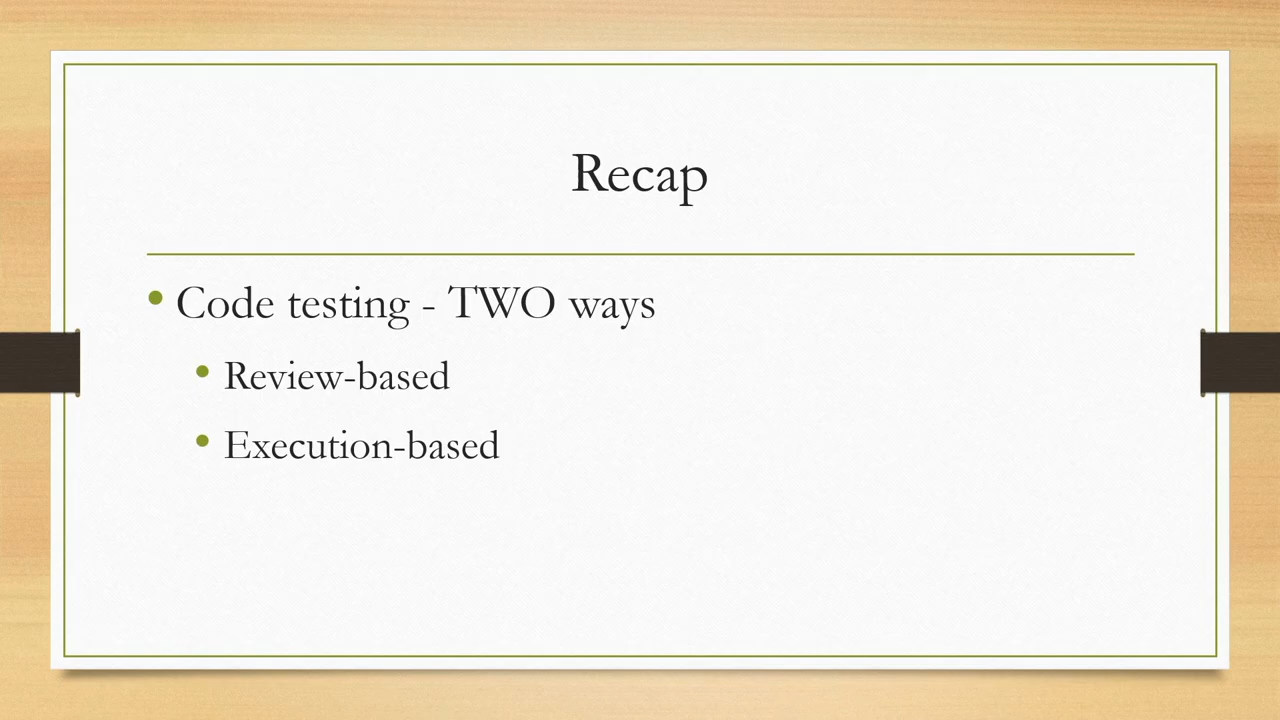 Recap
• Code testing - TWO ways
• Review-based
• Execution-based